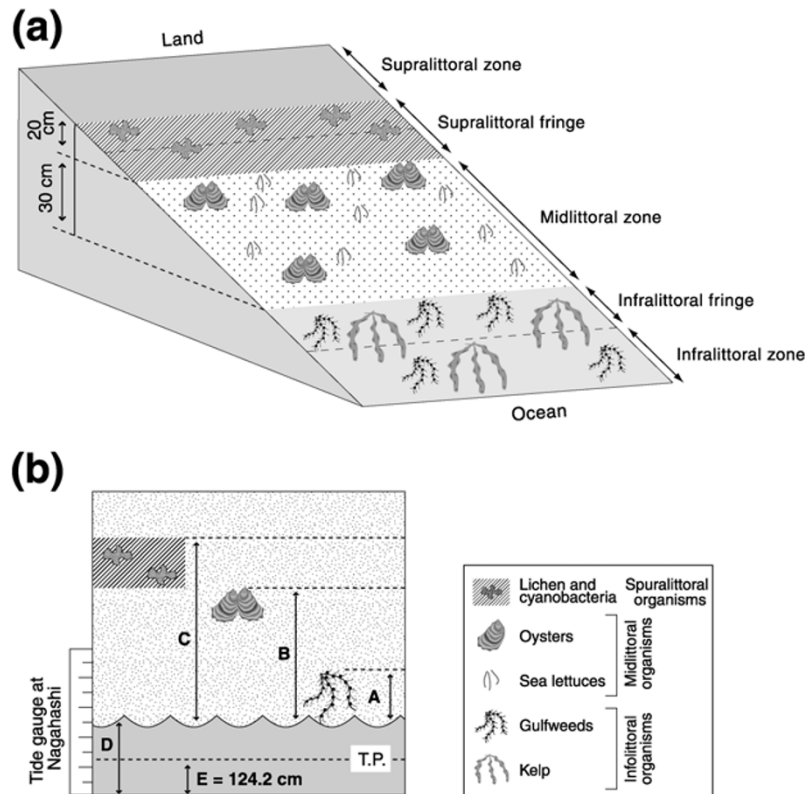 (a)
Land
Supralittoral zone
Supralittoral fringe
20
cm
30 cm
Midlittoral zone
Infralittoral fringe
Infralittoral zone
Ocean
(b)
C
B
A
D
T.P.
E = 124.2 cm
Tide gauge at
Nagahashi
Lichen and
cyanobacteria
Spuralittoral
organisms
Oysters
Sea lettuces
Midlittoral
organisms
Gulfweeds
Kelp
Infolittoral
organisms